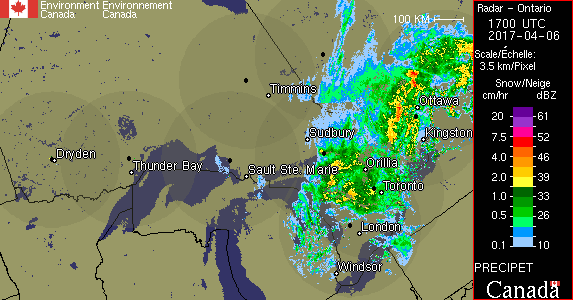 Environment Environnement
Canada Canada
100 KM
Timmins
Ottawa
Sudbury
Kingston
Dryden
Thunder Bay
Sault Ste. Marie
Orillia
Toronto
London
Windsor
Radar - Ontario
1700 UTC
2017-04-06
Scale/Échelle:
3.5 km/Pixel
Snow/Neige
cm/hr dBZ
20 61
7.5 52
4.0 46
2.0 39
1.0 33
0.5 26
0.1 10
PRECIPET
Canada